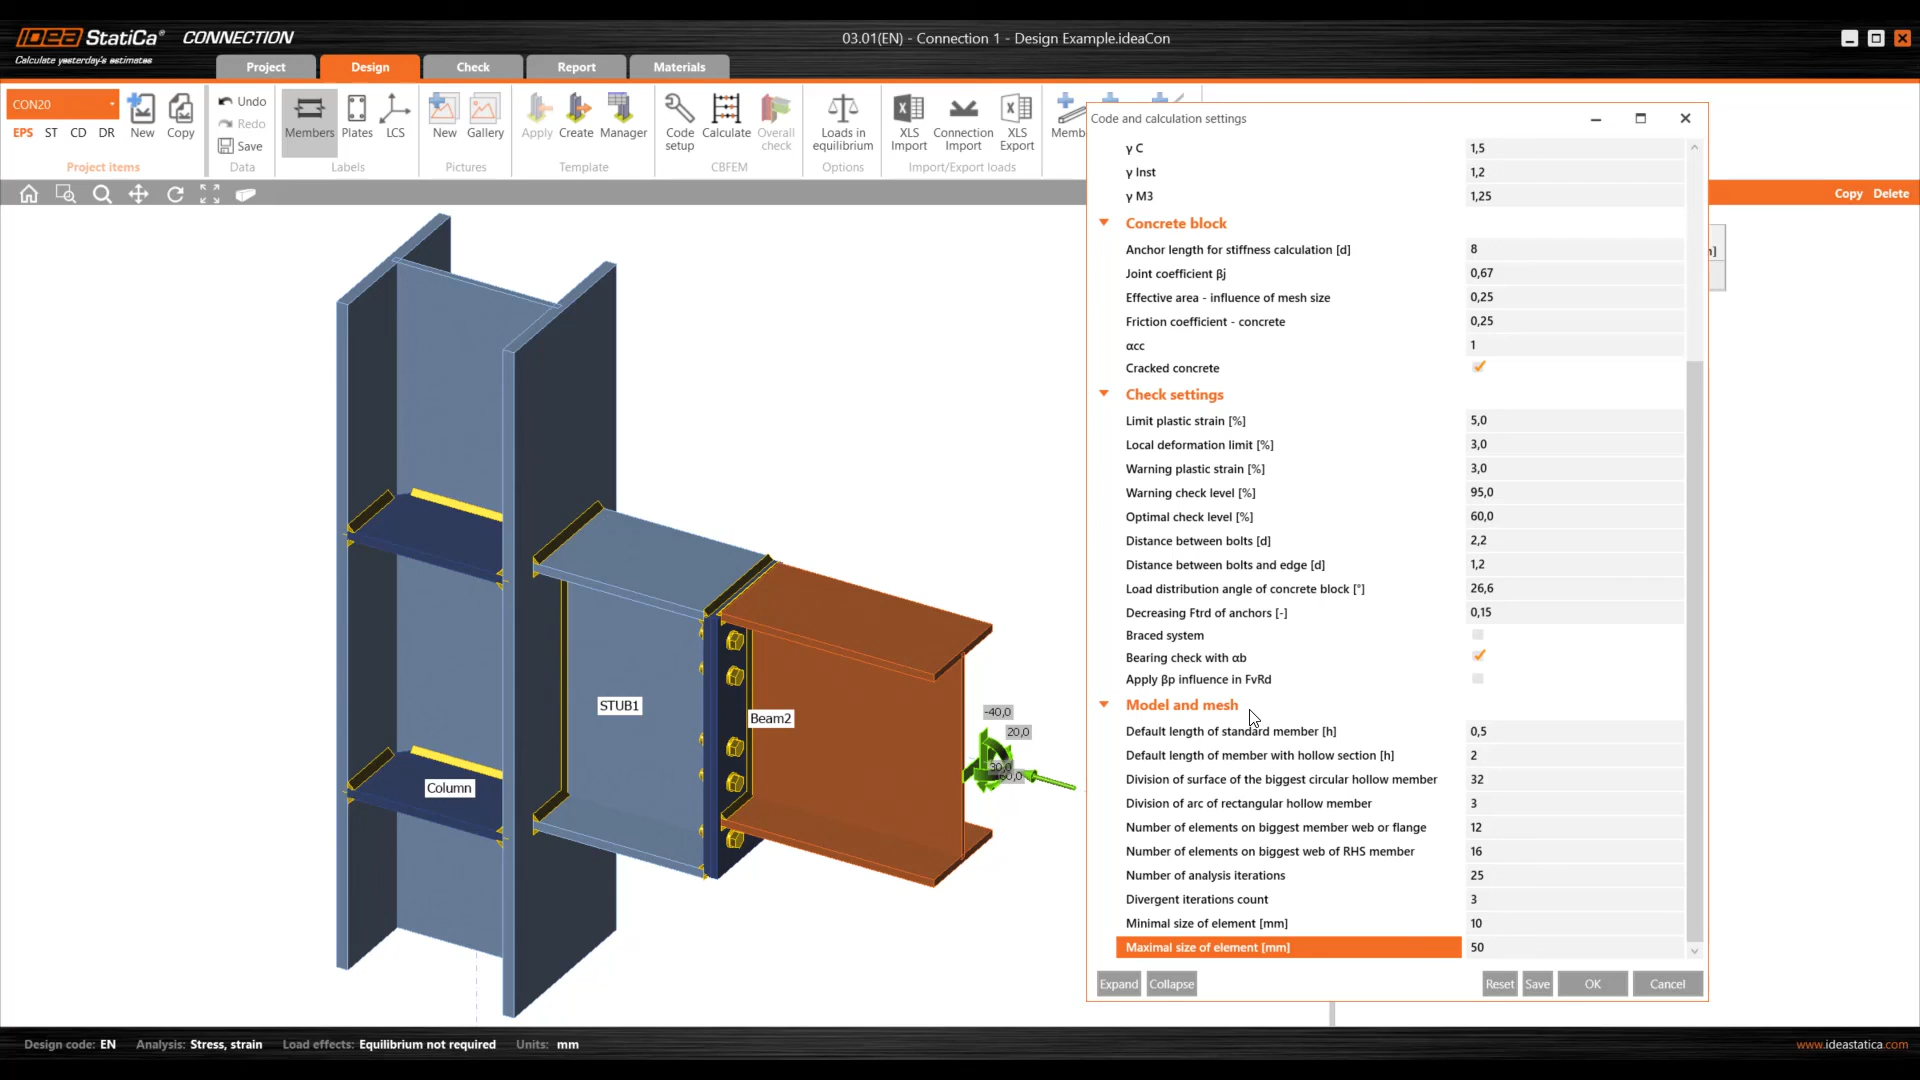 IDEA StatiCa® CONNECTION
Calculate yesterday's estimates
03.01(EN) - Connection 1 - Design Example.ideaCon
Project Design Check Report Materials
CON20
EPS ST CD DR
New Copy
Project items
Undo
Redo
Save
Data
Members Plates LCS
Labels
New Gallery
Pictures
Apply Create Manager
Template
Code setup Calculate Overall check
CBFEM
Loads in equilibrium
Options
XLS Import Connection Import XLS Export
Import/Export loads
Memb
Copy Delete
Code and calculation settings
γ C 1,5
γ Inst 1,2
γ M3 1,25
Concrete block
Anchor length for stiffness calculation [d] 8
Joint coefficient βj 0,67
Effective area - influence of mesh size 0,25
Friction coefficient - concrete 0,25
αcc 1
Cracked concrete
Check settings
Limit plastic strain [%] 5,0
Local deformation limit [%] 3,0
Warning plastic strain [%] 3,0
Warning check level [%] 95,0
Optimal check level [%] 60,0
Distance between bolts [d] 2,2
Distance between bolts and edge [d] 1,2
Load distribution angle of concrete block [°] 26,6
Decreasing Ftrd of anchors [-] 0,15
Braced system
Bearing check with αb
Apply βp influence in FvRd
Model and mesh
Default length of standard member [h] 0,5
Default length of member with hollow section [h] 2
Division of surface of the biggest circular hollow member 32
Division of arc of rectangular hollow member 3
Number of elements on biggest member web or flange 12
Number of elements on biggest web of RHS member 16
Number of analysis iterations 25
Divergent iterations count 3
Minimal size of element [mm] 10
Maximal size of element [mm] 50
Expand Collapse Reset Save OK Cancel
STUB1
Beam2
Column
-40,0
20,0
30,0
Design code: EN Analysis: Stress, strain Load effects: Equilibrium not required Units: mm
www.ideastatica.com